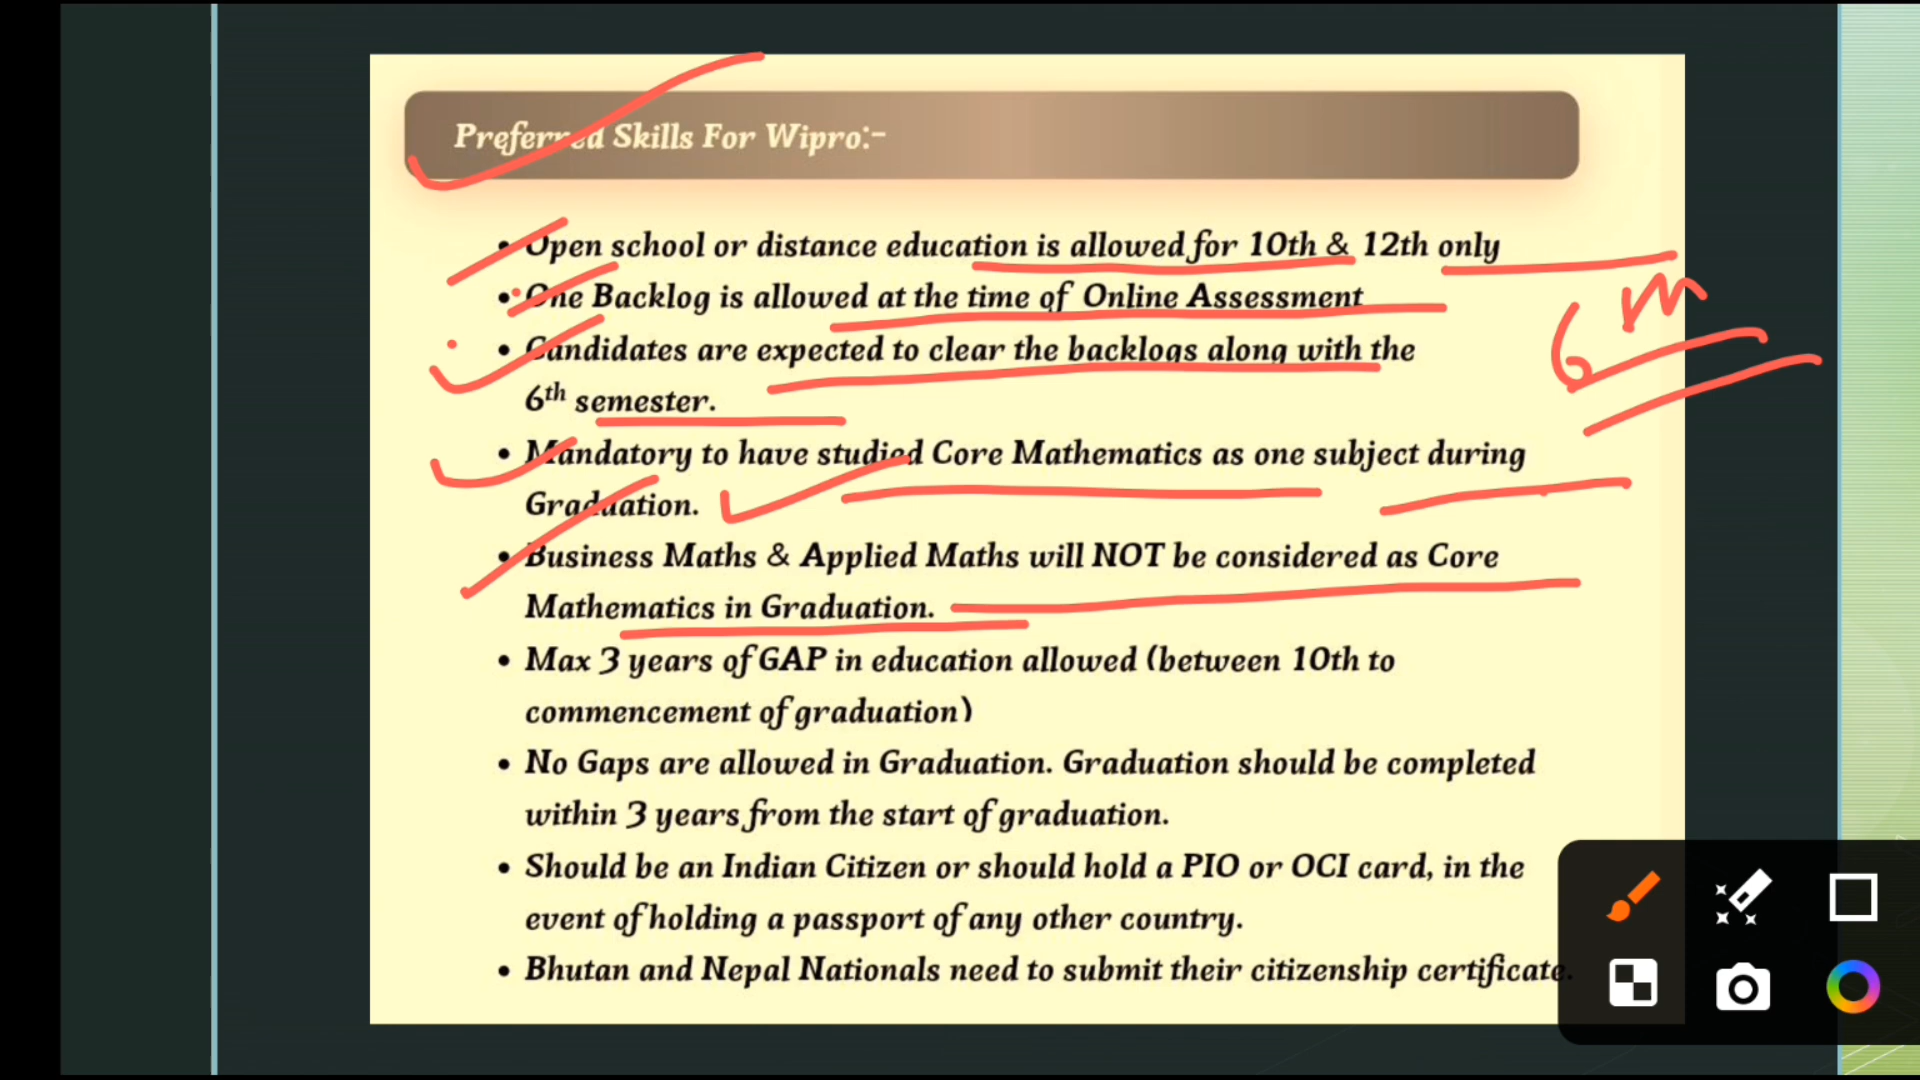 Preferred Skills For Wipro:-
• Open school or distance education is allowed for 10th & 12th only
• One Backlog is allowed at the time of Online Assessment
• Candidates are expected to clear the backlogs along with the
6th semester.
6 m
• Mandatory to have studied Core Mathematics as one subject during
Graduation.
• Business Maths & Applied Maths will NOT be considered as Core
Mathematics in Graduation.
• Max 3 years of GAP in education allowed (between 10th to
commencement of graduation)
• No Gaps are allowed in Graduation. Graduation should be completed
within 3 years from the start of graduation.
• Should be an Indian Citizen or should hold a PIO or OCI card, in the
event of holding a passport of any other country.
• Bhutan and Nepal Nationals need to submit their citizenship certificate.